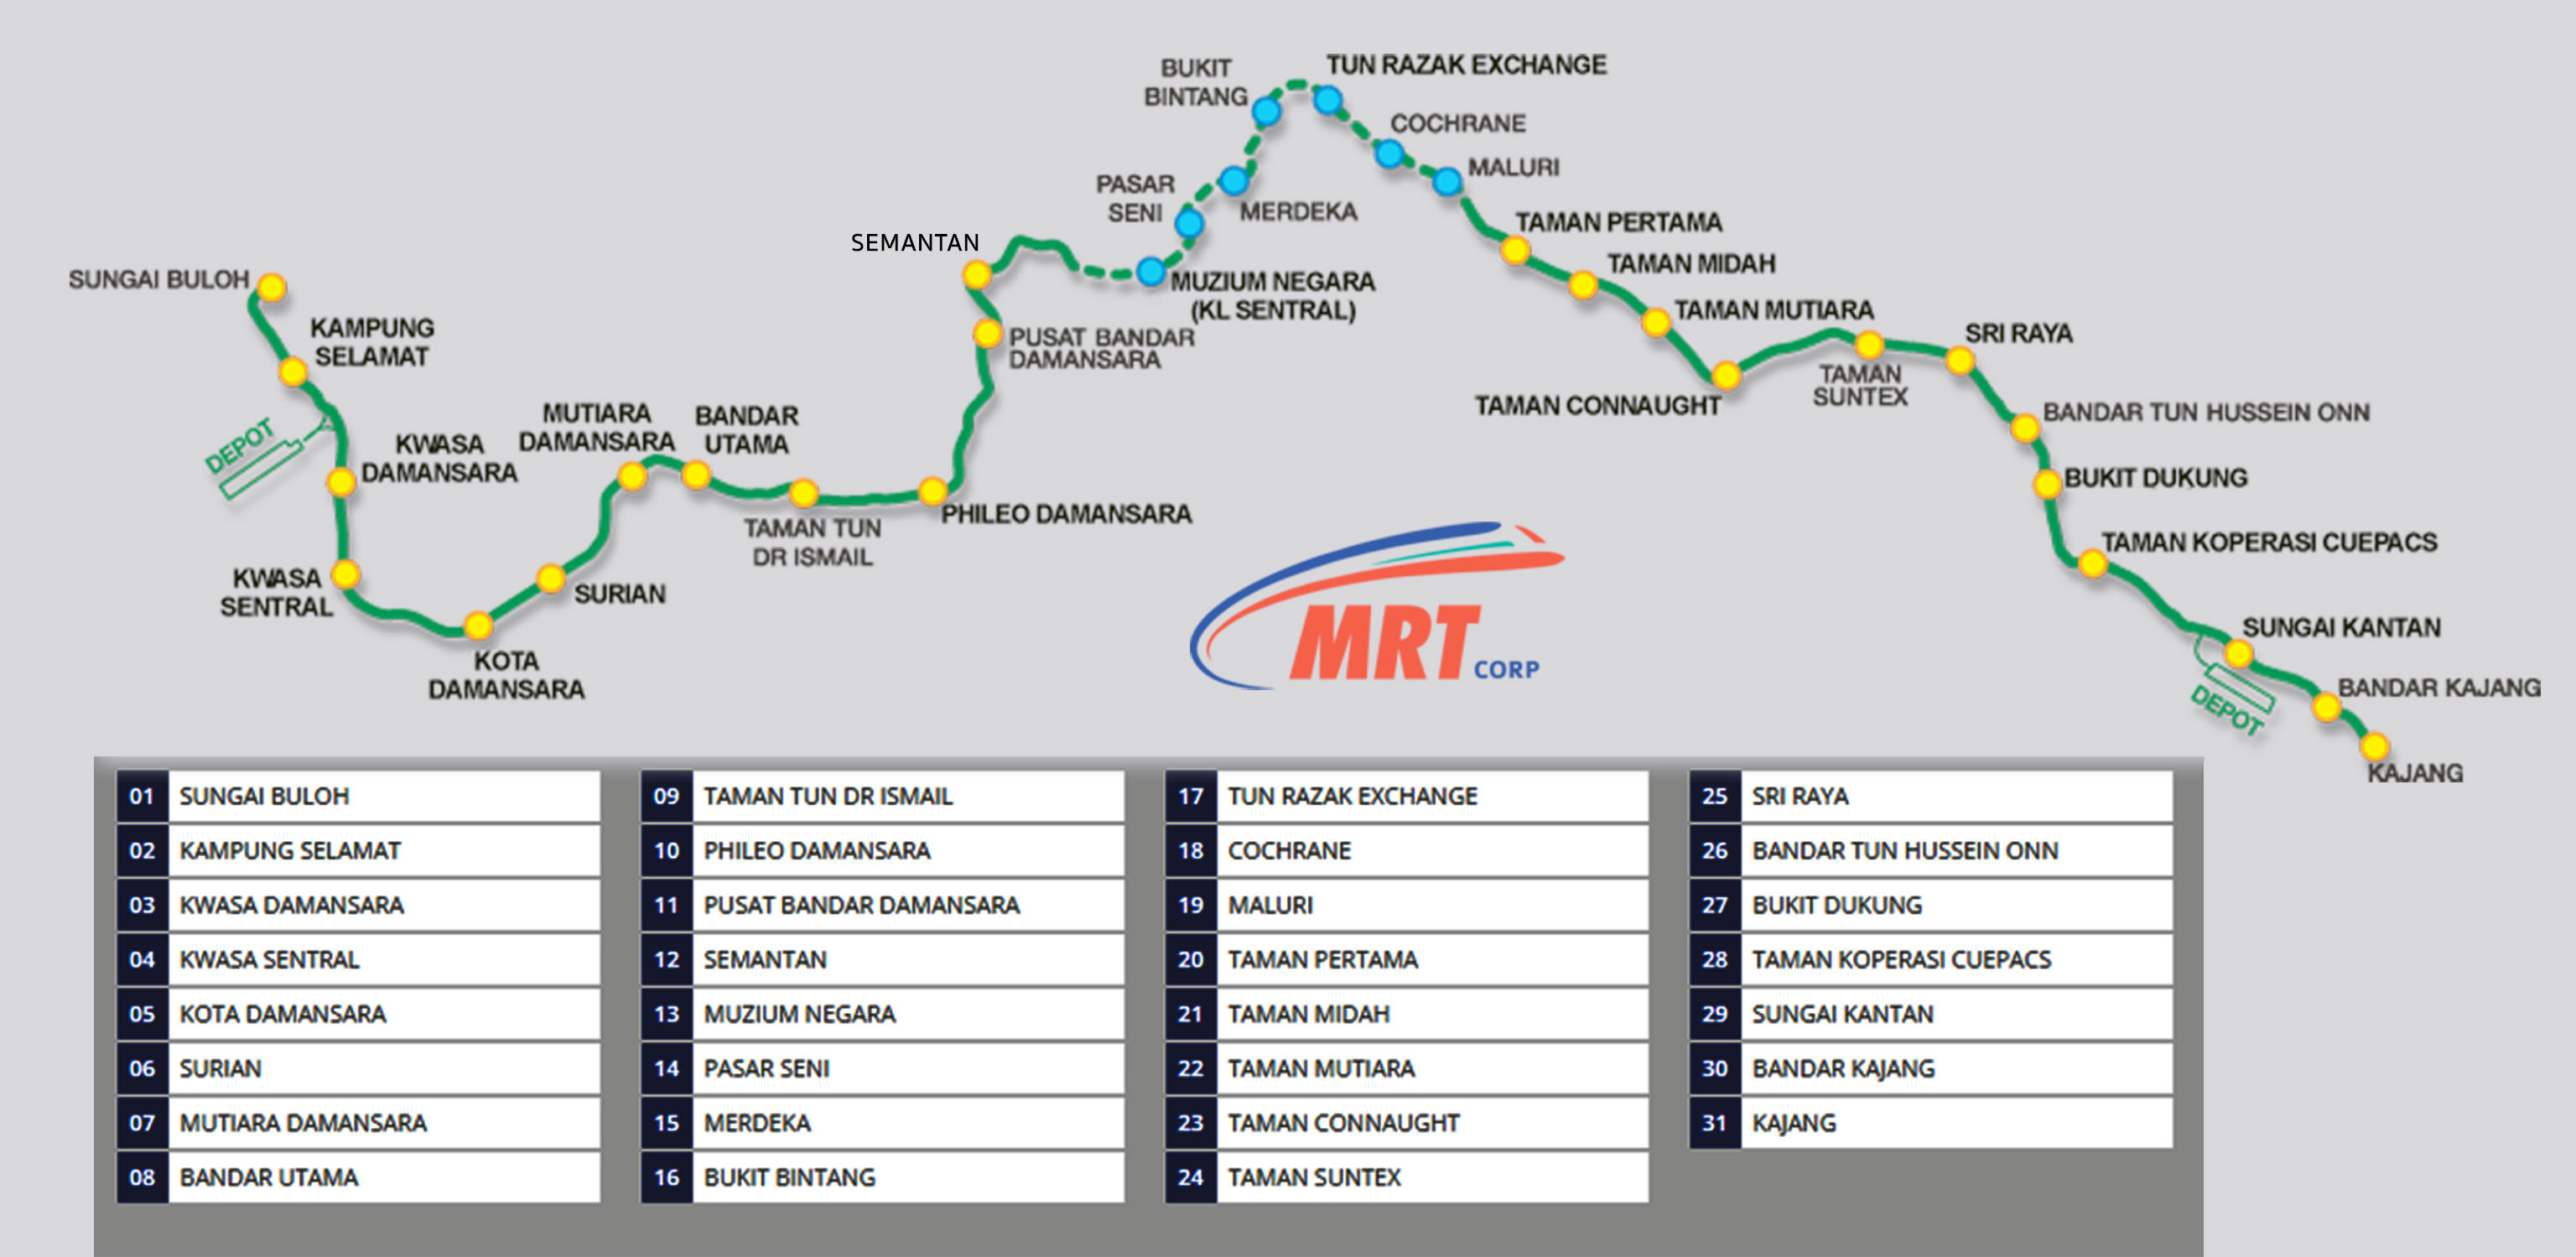 BUKIT
BINTANG
TUN RAZAK EXCHANGE
COCHRANE
MALURI
PASAR
SENI
MERDEKA
TAMAN PERTAMA
SEMANTAN
TAMAN MIDAH
SUNGAI BULOH
MUZIUM NEGARA
(KL SENTRAL)
TAMAN MUTIARA
KAMPUNG
SELAMAT
PUSAT BANDAR
DAMANSARA
SRI RAYA
TAMAN
SUNTEX
TAMAN CONNAUGHT
BANDAR TUN HUSSEIN ONN
MUTIARA
DAMANSARA
BANDAR
UTAMA
DEPOT
KWASA
DAMANSARA
BUKIT DUKUNG
PHILEO DAMANSARA
TAMAN TUN
DR ISMAIL
TAMAN KOPERASI CUEPACS
KWASA
SENTRAL
SURIAN
SUNGAI KANTAN
MRT CORP
KOTA
DAMANSARA
BANDAR KAJANG
DEPOT
KAJANG
01 SUNGAI BULOH
02 KAMPUNG SELAMAT
03 KWASA DAMANSARA
04 KWASA SENTRAL
05 KOTA DAMANSARA
06 SURIAN
07 MUTIARA DAMANSARA
08 BANDAR UTAMA
09 TAMAN TUN DR ISMAIL
10 PHILEO DAMANSARA
11 PUSAT BANDAR DAMANSARA
12 SEMANTAN
13 MUZIUM NEGARA
14 PASAR SENI
15 MERDEKA
16 BUKIT BINTANG
17 TUN RAZAK EXCHANGE
18 COCHRANE
19 MALURI
20 TAMAN PERTAMA
21 TAMAN MIDAH
22 TAMAN MUTIARA
23 TAMAN CONNAUGHT
24 TAMAN SUNTEX
25 SRI RAYA
26 BANDAR TUN HUSSEIN ONN
27 BUKIT DUKUNG
28 TAMAN KOPERASI CUEPACS
29 SUNGAI KANTAN
30 BANDAR KAJANG
31 KAJANG